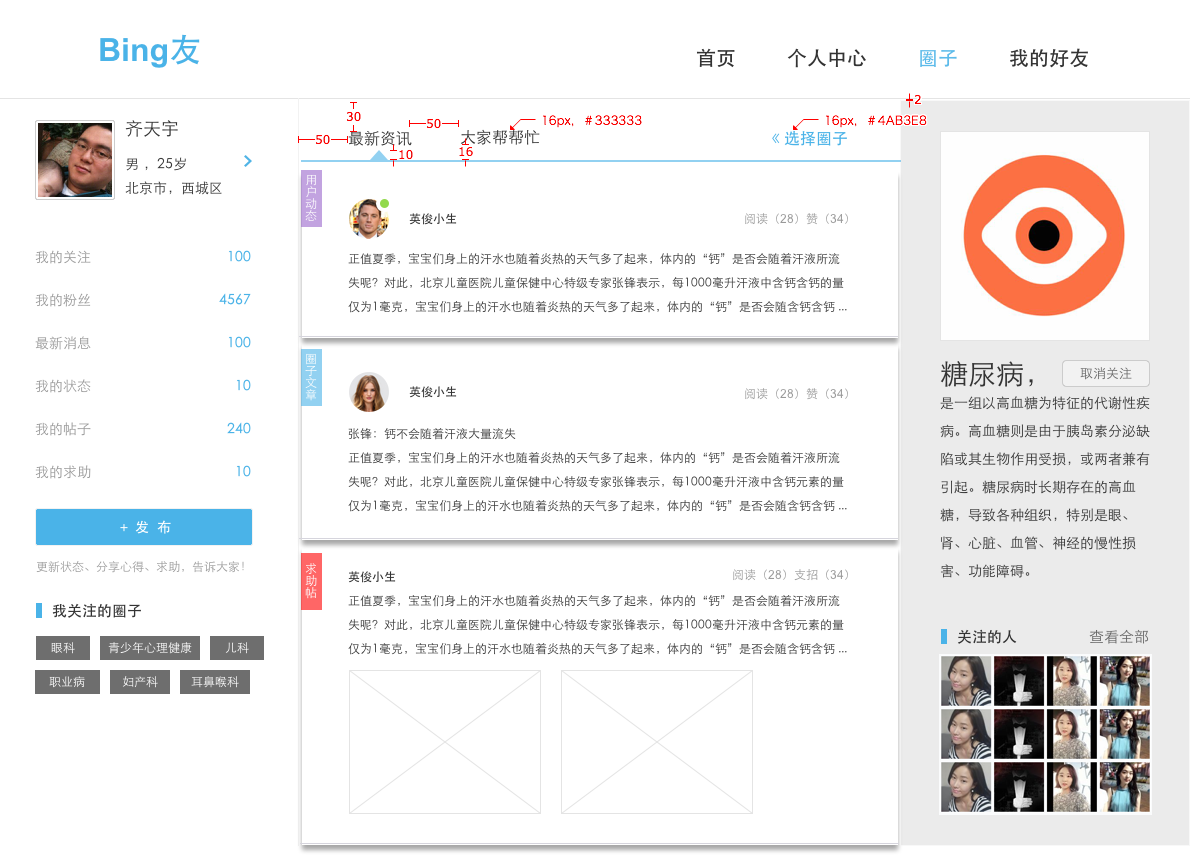 Bing友
首页 个人中心 圈子 我的好友
齐天宇
男，25岁
北京市，西城区
我的关注 100
我的粉丝 4567
最新消息 100
我的状态 10
我的帖子 240
我的求助 10
+ 发 布
更新状态、分享心得、求助，告诉大家！
我关注的圈子
眼科 青少年心理健康 儿科
职业病 妇产科 耳鼻喉科
2
30
50 50 16px，#333333 16px，#4AB3E8
最新资讯 大家帮帮忙 《 选择圈子
10 16
用户动态
英俊小生 阅读（28）赞（34）
正值夏季，宝宝们身上的汗水也随着炎热的天气多了起来，体内的“钙”是否会随着汗液所流
失呢？对此，北京儿童医院儿童保健中心特级专家张锋表示，每1000毫升汗液中含钙含钙的量
仅为1毫克，宝宝们身上的汗水也随着炎热的天气多了起来，体内的“钙”是否会随含钙含钙 ...
圈子文章
英俊小生 阅读（28）赞（34）
张锋：钙不会随着汗液大量流失
正值夏季，宝宝们身上的汗水也随着炎热的天气多了起来，体内的“钙”是否会随着汗液所流
失呢？对此，北京儿童医院儿童保健中心特级专家张锋表示，每1000毫升汗液中含钙元素的量
仅为1毫克，宝宝们身上的汗水也随着炎热的天气多了起来，体内的“钙”是否会随含钙含钙 ...
求助帖
英俊小生 阅读（28）支招（34）
正值夏季，宝宝们身上的汗水也随着炎热的天气多了起来，体内的“钙”是否会随着汗液所流
失呢？对此，北京儿童医院儿童保健中心特级专家张锋表示，每1000毫升汗液中含钙元素的量
仅为1毫克，宝宝们身上的汗水也随着炎热的天气多了起来，体内的“钙”是否会随含钙含钙 ...
糖尿病， 取消关注
是一组以高血糖为特征的代谢性疾
病。高血糖则是由于胰岛素分泌缺
陷或其生物作用受损，或两者兼有
引起。糖尿病时长期存在的高血
糖，导致各种组织，特别是眼、
肾、心脏、血管、神经的慢性损
害、功能障碍。
关注的人 查看全部